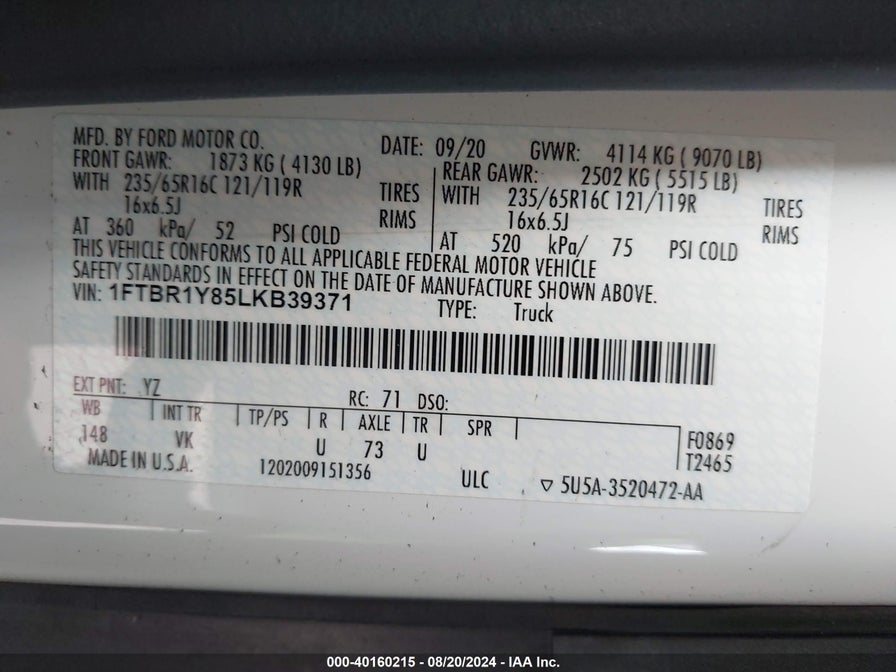 MFD. BY FORD MOTOR CO. DATE: 09/20 GVWR: 4114 KG ( 9070 LB)
FRONT GAWR: 1873 KG ( 4130 LB)
WITH 235/65R16C 121/119R TIRES
16x6.5J RIMS
AT 360 kPa/ 52 PSI COLD
REAR GAWR: 2502 KG ( 5515 LB)
WITH 235/65R16C 121/119R TIRES
16x6.5J RIMS
AT 520 kPa/ 75 PSI COLD
THIS VEHICLE CONFORMS TO ALL APPLICABLE FEDERAL MOTOR VEHICLE
SAFETY STANDARDS IN EFFECT ON THE DATE OF MANUFACTURE SHOWN ABOVE.
VIN: 1FTBR1Y85LKB39371 TYPE: Truck
EXT PNT: YZ RC: 71 DSO:
WB INT TR TP/PS R AXLE TR SPR
148 VK U 73 U
F0869
T2465
MADE IN U.S.A. 1202009151356 ULC ▽ 5U5A-3520472-AA
000-40160215 - 08/20/2024 - IAA Inc.